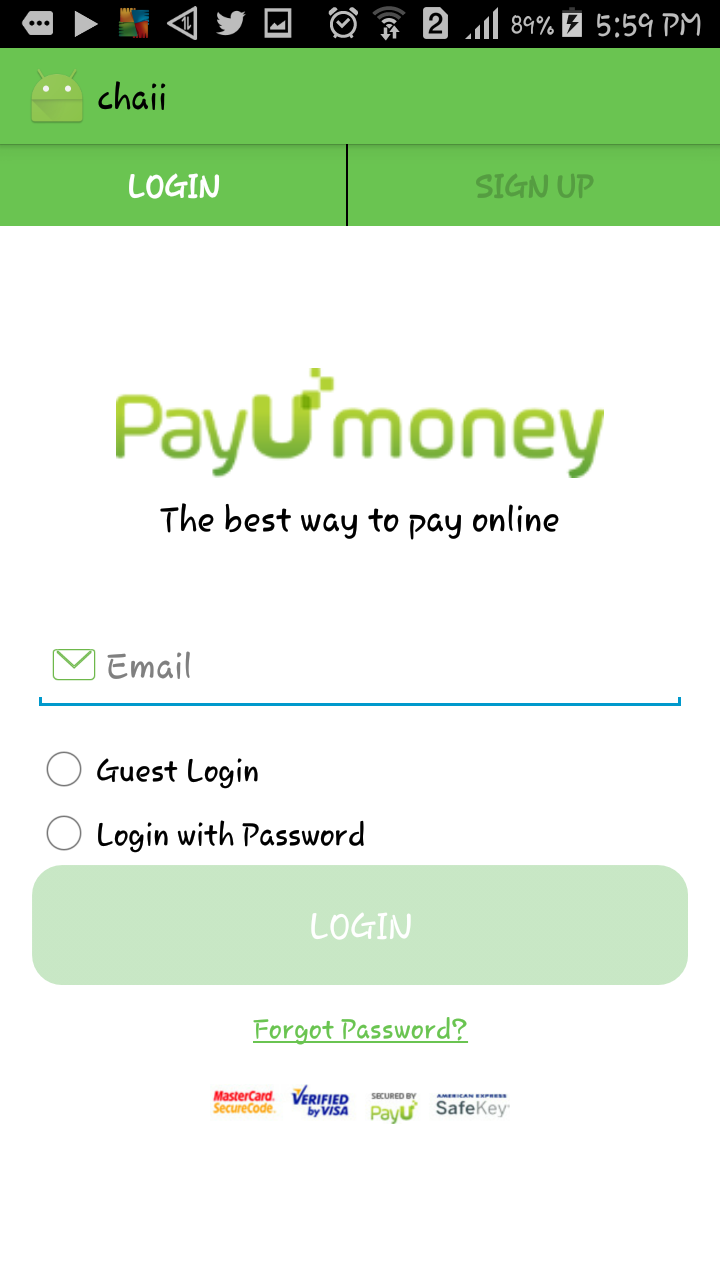 2 89% 5:59 PM
chaii
LOGIN SIGN UP
PayUmoney
The best way to pay online
Email
Guest Login
Login with Password
LOGIN
Forgot Password?
MasterCard. SecureCode. VERIFIED by VISA SECURED BY PayU AMERICAN EXPRESS SafeKey